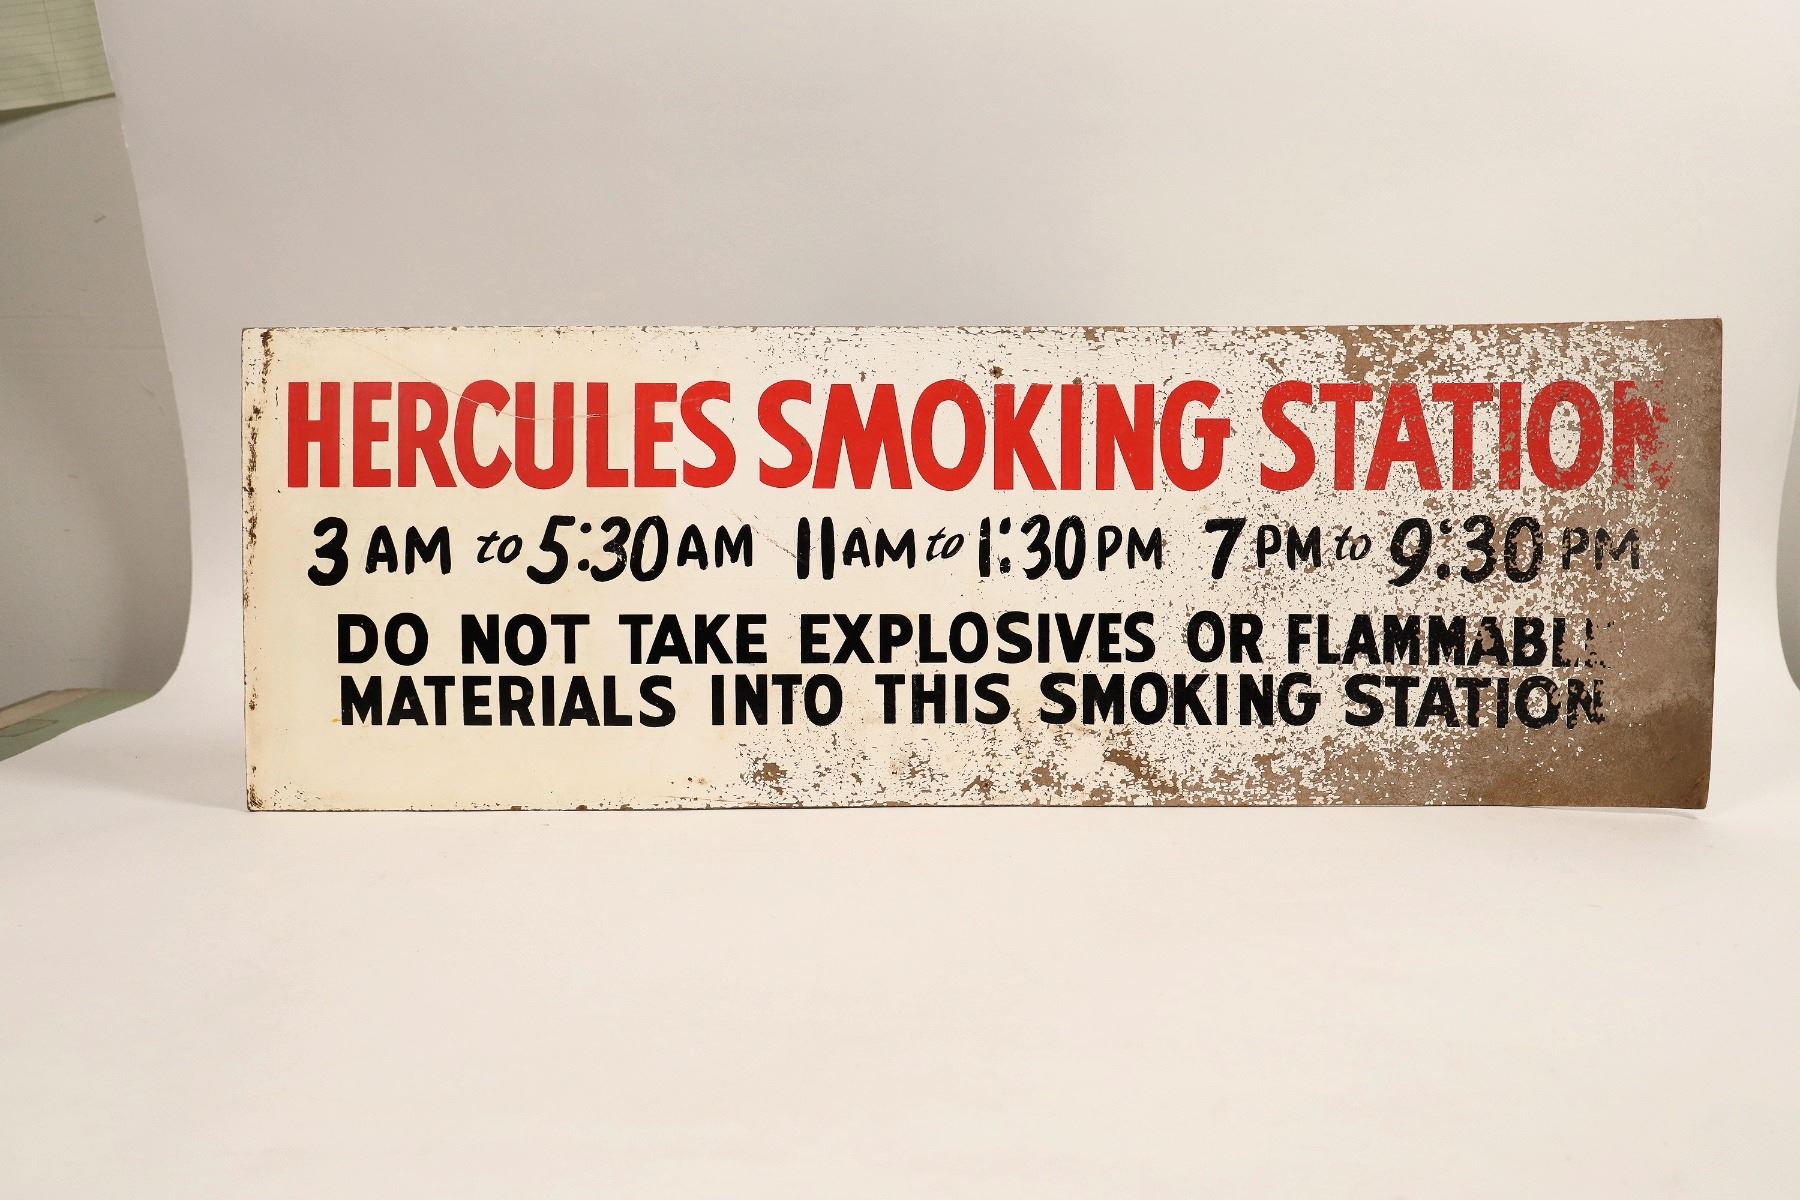 HERCULES SMOKING STATION
3 AM to 5:30 AM 11 AM to 1:30 PM 7 PM to 9:30 PM
DO NOT TAKE EXPLOSIVES OR FLAMMABLE
MATERIALS INTO THIS SMOKING STATION